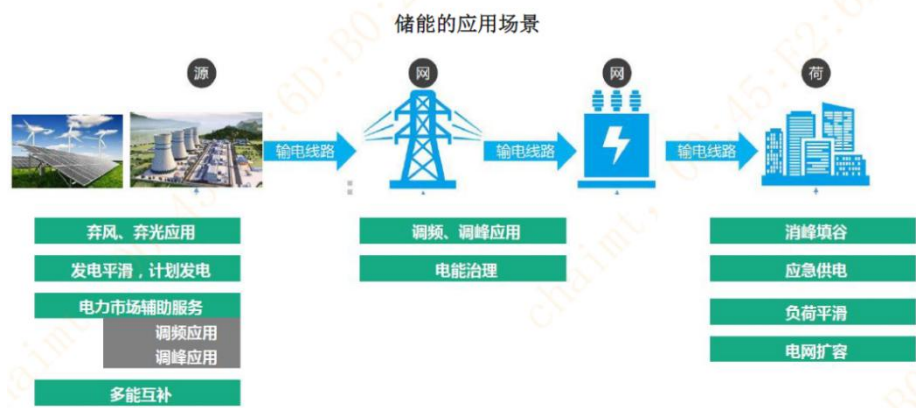 储能的应用场景
源
网
网
荷
输电线路
输电线路
输电线路
弃风、弃光应用
发电平滑，计划发电
电力市场辅助服务
调频应用
调峰应用
多能互补
调频、调峰应用
电能治理
消峰填谷
应急供电
负荷平滑
电网扩容